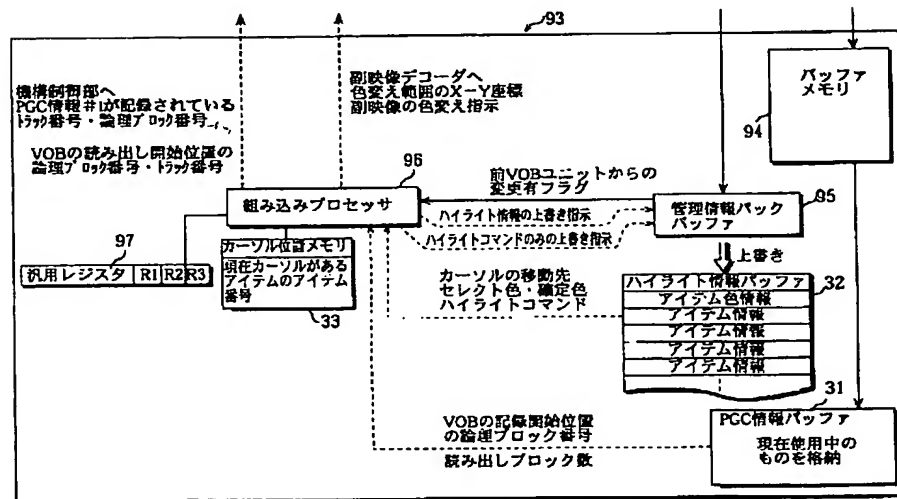 93
機構制御部へ
PGC情報#1が記録されている
トラック番号・論理ブロック番号
VOBの読み出し開始位置の
論理ブロック番号・トラック番号
副映像デコーダへ
色変え範囲のX-Y座標
副映像の色変え指示
バッファ
メモリ
94
96
組み込みプロセッサ
前VOBユニットからの
変更有フラグ
ハイライト情報の上書き指示
ハイライトコマンドのみの上書き指示
95
管理情報パック
バッファ
上書き
97
汎用レジスタ R1 R2 R3
カーソル位置メモリ
現在カーソルがある
アイテムのアイテム
番号
33
カーソルの移動先
セレクト色・確定色
ハイライトコマンド
32
ハイライト情報バッファ
アイテム色情報
アイテム情報
アイテム情報
アイテム情報
アイテム情報
31
VOBの記録開始位置
の論理ブロック番号
読み出しブロック数
PGC情報バッファ
現在使用中の
ものを格納